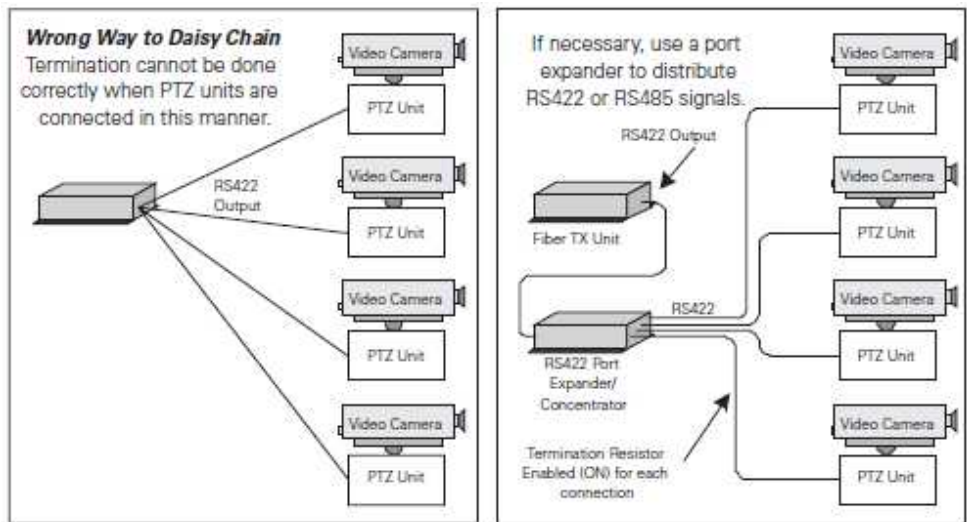 Wrong Way to Daisy Chain
Termination cannot be done
correctly when PTZ units are
connected in this manner.
RS422
Output
Video Camera
PTZ Unit
Video Camera
PTZ Unit
Video Camera
PTZ Unit
Video Camera
PTZ Unit
If necessary, use a port
expander to distribute
RS422 or RS485 signals.
RS422 Output
Fiber TX Unit
RS422
RS422 Port
Expander/
Concentrator
Termination Resistor
Enabled (ON) for each
connection
Video Camera
PTZ Unit
Video Camera
PTZ Unit
Video Camera
PTZ Unit
Video Camera
PTZ Unit